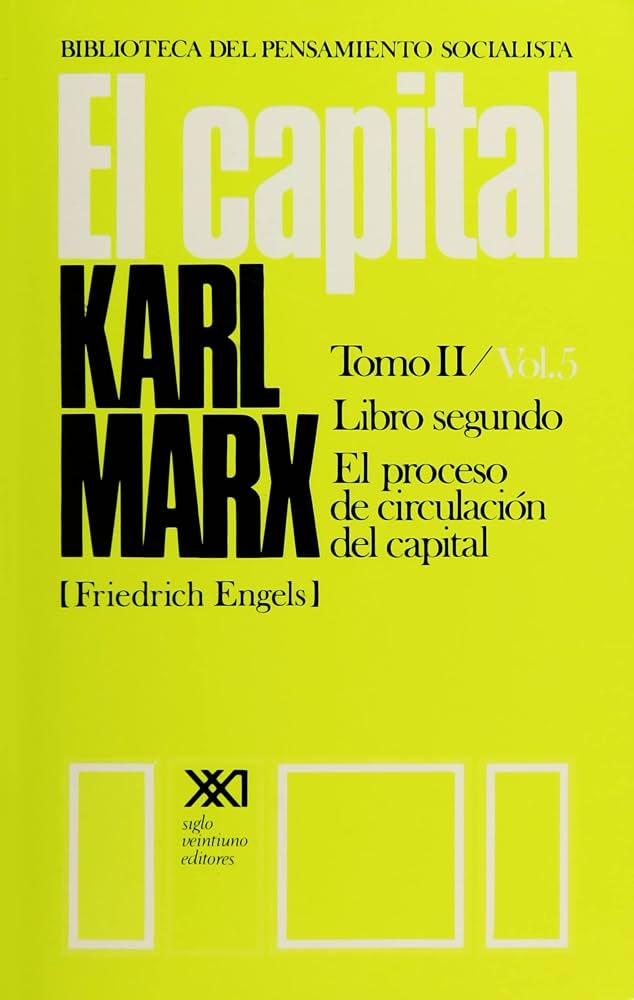 BIBLIOTECA DEL PENSAMIENTO SOCIALISTA
El capital
KARL
MARX
Tomo II / Vol.5
Libro segundo
El proceso
de circulación
del capital
[Friedrich Engels]
XXI
siglo
veintiuno
editores